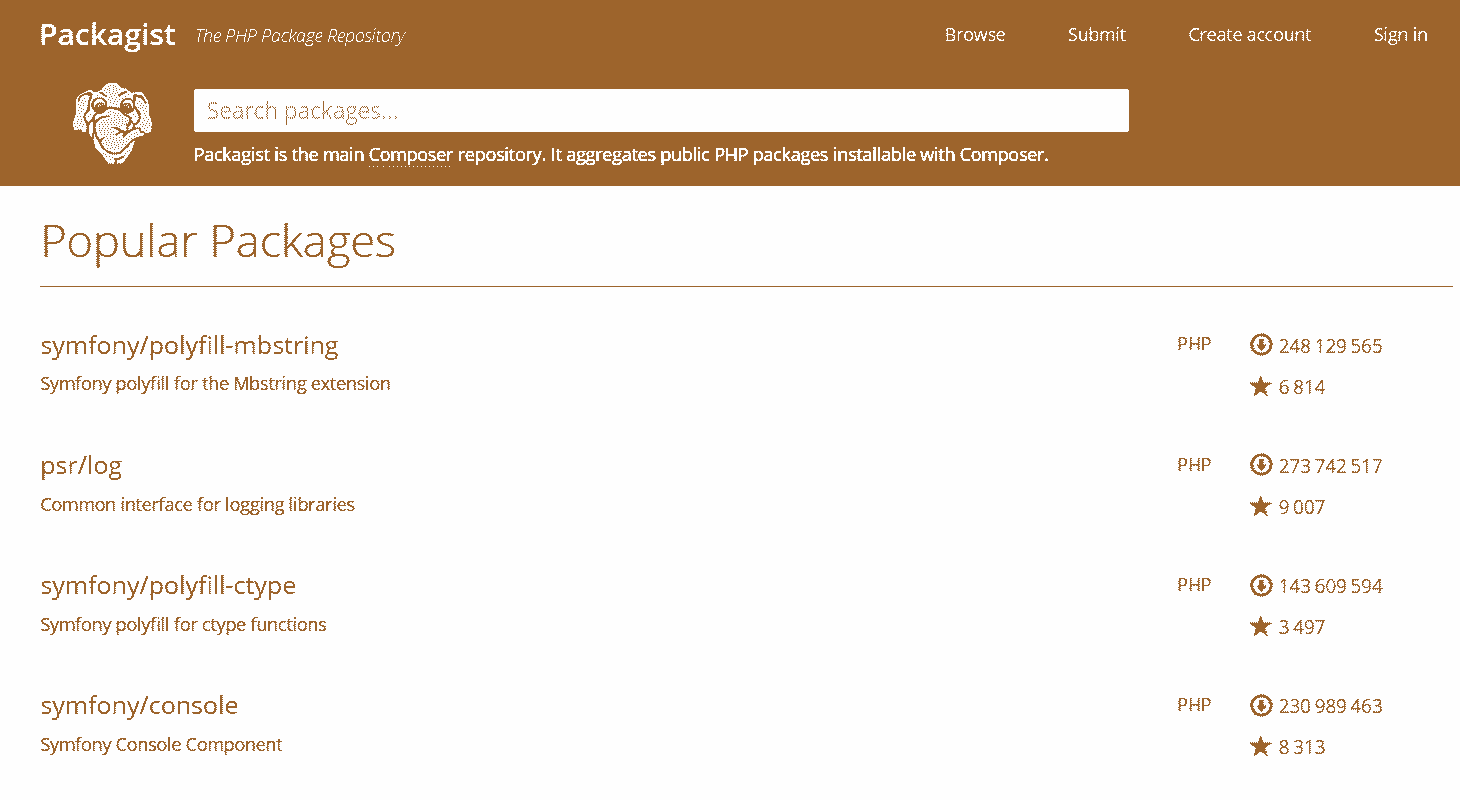 Packagist The PHP Package Repository Browse Submit Create account Sign in
Search packages...
Packagist is the main Composer repository. It aggregates public PHP packages installable with Composer.
Popular Packages
symfony/polyfill-mbstring PHP 248 129 565
Symfony polyfill for the Mbstring extension 6 814
psr/log PHP 273 742 517
Common interface for logging libraries 9 007
symfony/polyfill-ctype PHP 143 609 594
Symfony polyfill for ctype functions 3 497
symfony/console PHP 230 989 463
Symfony Console Component 8 313